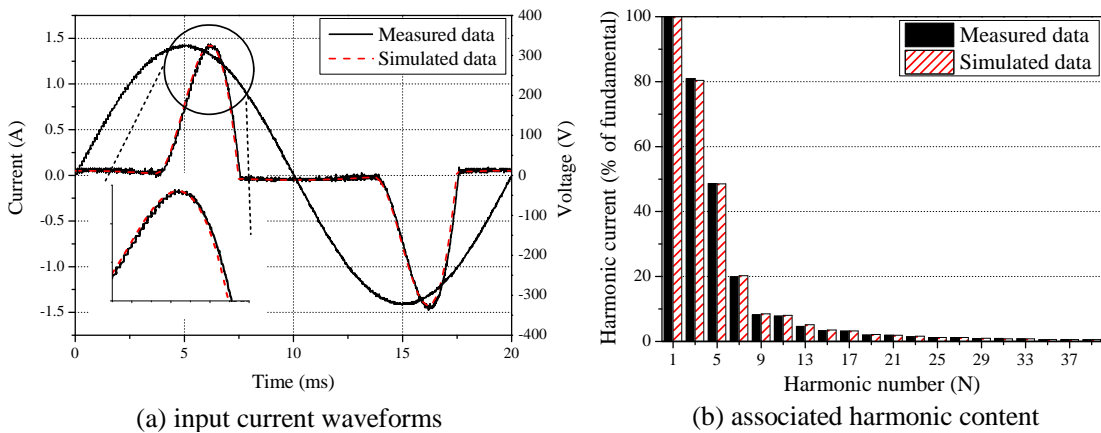 1.5
1.0
0.5
0.0
-0.5
-1.0
-1.5
Current (A)
400
300
200
100
0
-100
-200
-300
-400
Voltage (V)
Measured data
Simulated data
0 5 10 15 20
Time (ms)
(a) input current waveforms
100
80
60
40
20
0
Harmonic current (% of fundamental)
Measured data
Simulated data
1 5 9 13 17 21 25 29 33 37
Harmonic number (N)
(b) associated harmonic content